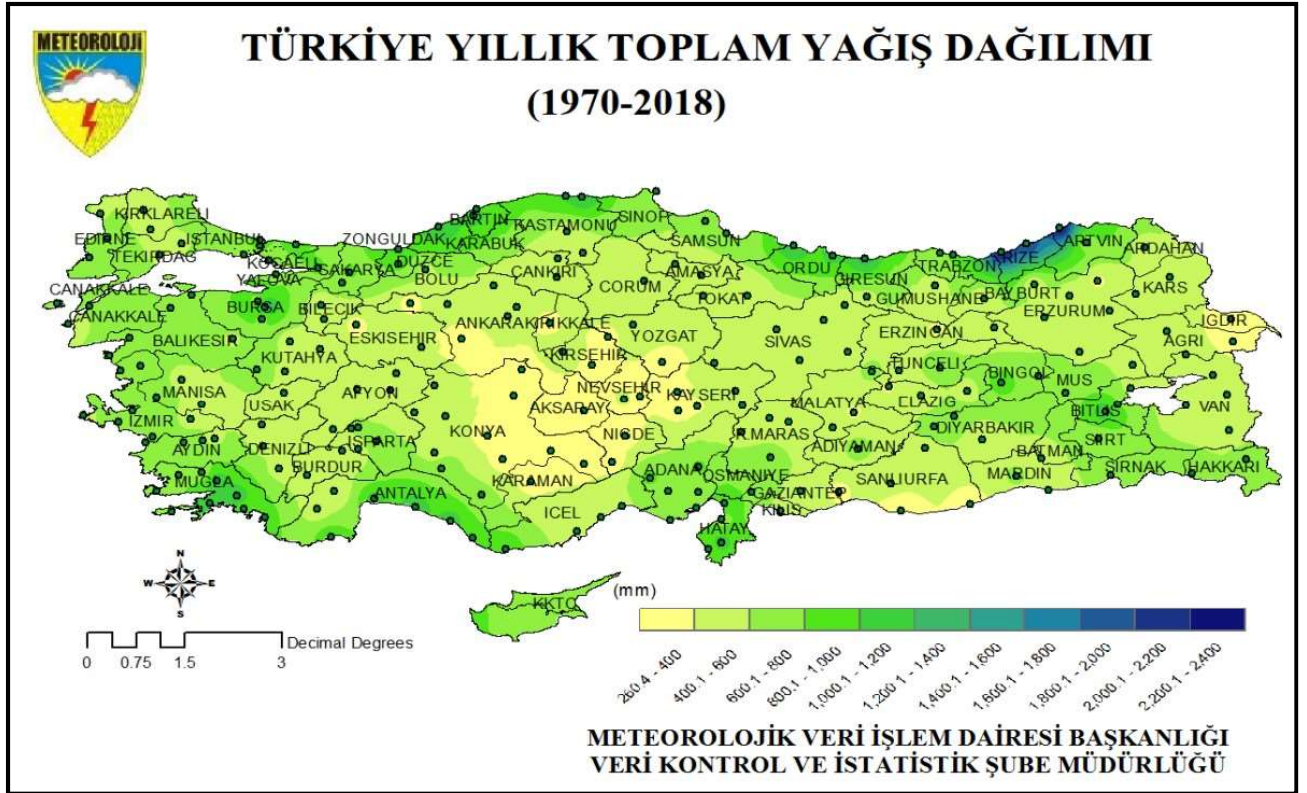 METEOROLOJİ
TÜRKİYE YILLIK TOPLAM YAĞIŞ DAĞILIMI
(1970-2018)
KIRKLARELI
EDIRNE
TEKIRDAG
ISTANBUL
KOCAELI
YALOVA
SAKARYA
DUZCE
ZONGULDAK
BARTIN
KARABUK
KASTAMONU
SINOP
SAMSUN
ORDU
GIRESUN
TRABZON
RIZE
ARTVIN
ARDAHAN
CANAKKALE
CANAKKALE
BURSA
BILECIK
BOLU
CANKIRI
CORUM
AMASYA
TOKAT
GUMUSHANE
BAYBURT
KARS
BALIKESIR
KUTAHYA
ESKISEHIR
ANKARA
KIRIKKALE
YOZGAT
SIVAS
ERZINCAN
ERZURUM
IGDIR
AGRI
MANISA
USAK
AFYON
KIRSEHIR
NEVSEHIR
KAYSERI
TUNCELI
BINGOL
MUS
IZMIR
AKSARAY
MALATYA
ELAZIG
BITLIS
VAN
AYDIN
DENIZLI
ISPARTA
KONYA
NIGDE
K.MARAS
ADIYAMAN
DIYARBAKIR
BATMAN
SIIRT
MUGLA
BURDUR
ANTALYA
KARAMAN
ADANA
OSMANIYE
GAZIANTEP
SANLIURFA
MARDIN
SIRNAK
HAKKARI
ICEL
KILIS
HATAY
KKTC
N
W
E
S
0 0.75 1.5 3
Decimal Degrees
(mm)
260.4 - 400
400.1 - 600
600.1 - 800
800.1 - 1,000
1,000.1 - 1,200
1,200.1 - 1,400
1,400.1 - 1,600
1,600.1 - 1,800
1,800.1 - 2,000
2,000.1 - 2,200
2,200.1 - 2,400
METEOROLOJİK VERİ İŞLEM DAİRESİ BAŞKANLIĞI
VERİ KONTROL VE İSTATİSTİK ŞUBE MÜDÜRLÜĞÜ